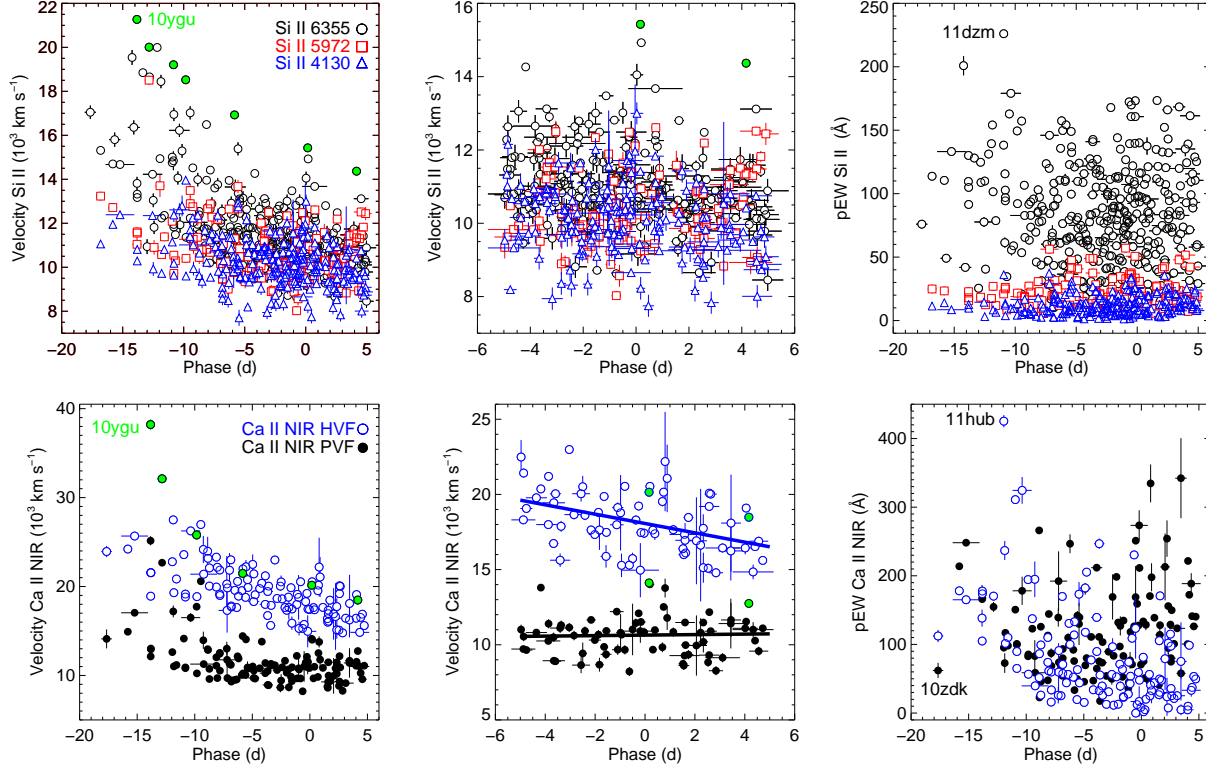 10ygu
Si II 6355
Si II 5972
Si II 4130
Velocity Si II (10³ km s⁻¹)
22
20
18
16
14
12
10
8
−20 −15 −10 −5 0 5
Phase (d)
Velocity Si II (10³ km s⁻¹)
16
14
12
10
8
−6 −4 −2 0 2 4 6
Phase (d)
11dzm
pEW Si II (Å)
250
200
150
100
50
0
−20 −15 −10 −5 0 5
Phase (d)
10ygu
Ca II NIR HVF
Ca II NIR PVF
Velocity Ca II NIR (10³ km s⁻¹)
40
30
20
10
−20 −15 −10 −5 0 5
Phase (d)
Velocity Ca II NIR (10³ km s⁻¹)
25
20
15
10
5
−6 −4 −2 0 2 4 6
Phase (d)
11hub
10zdk
pEW Ca II NIR (Å)
400
300
200
100
0
−20 −15 −10 −5 0 5
Phase (d)